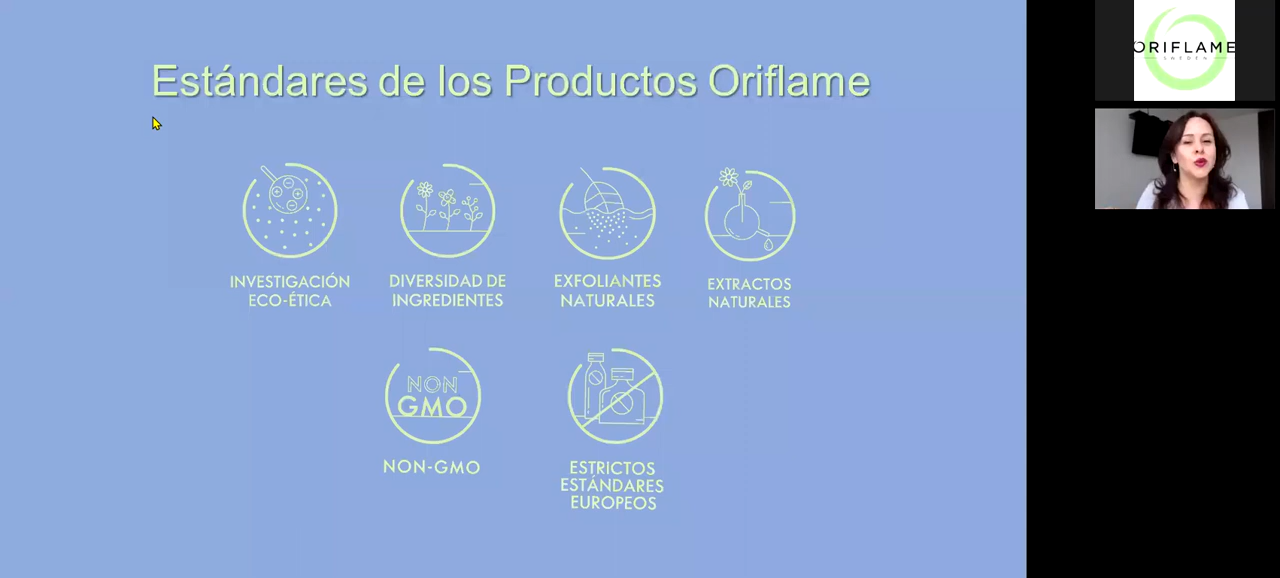 Estándares de los Productos Oriflame
INVESTIGACIÓN
ECO-ÉTICA
DIVERSIDAD DE
INGREDIENTES
EXFOLIANTES
NATURALES
EXTRACTOS
NATURALES
NON
GMO
NON-GMO
ESTRICTOS
ESTÁNDARES
EUROPEOS
ORIFLAME
SWEDEN